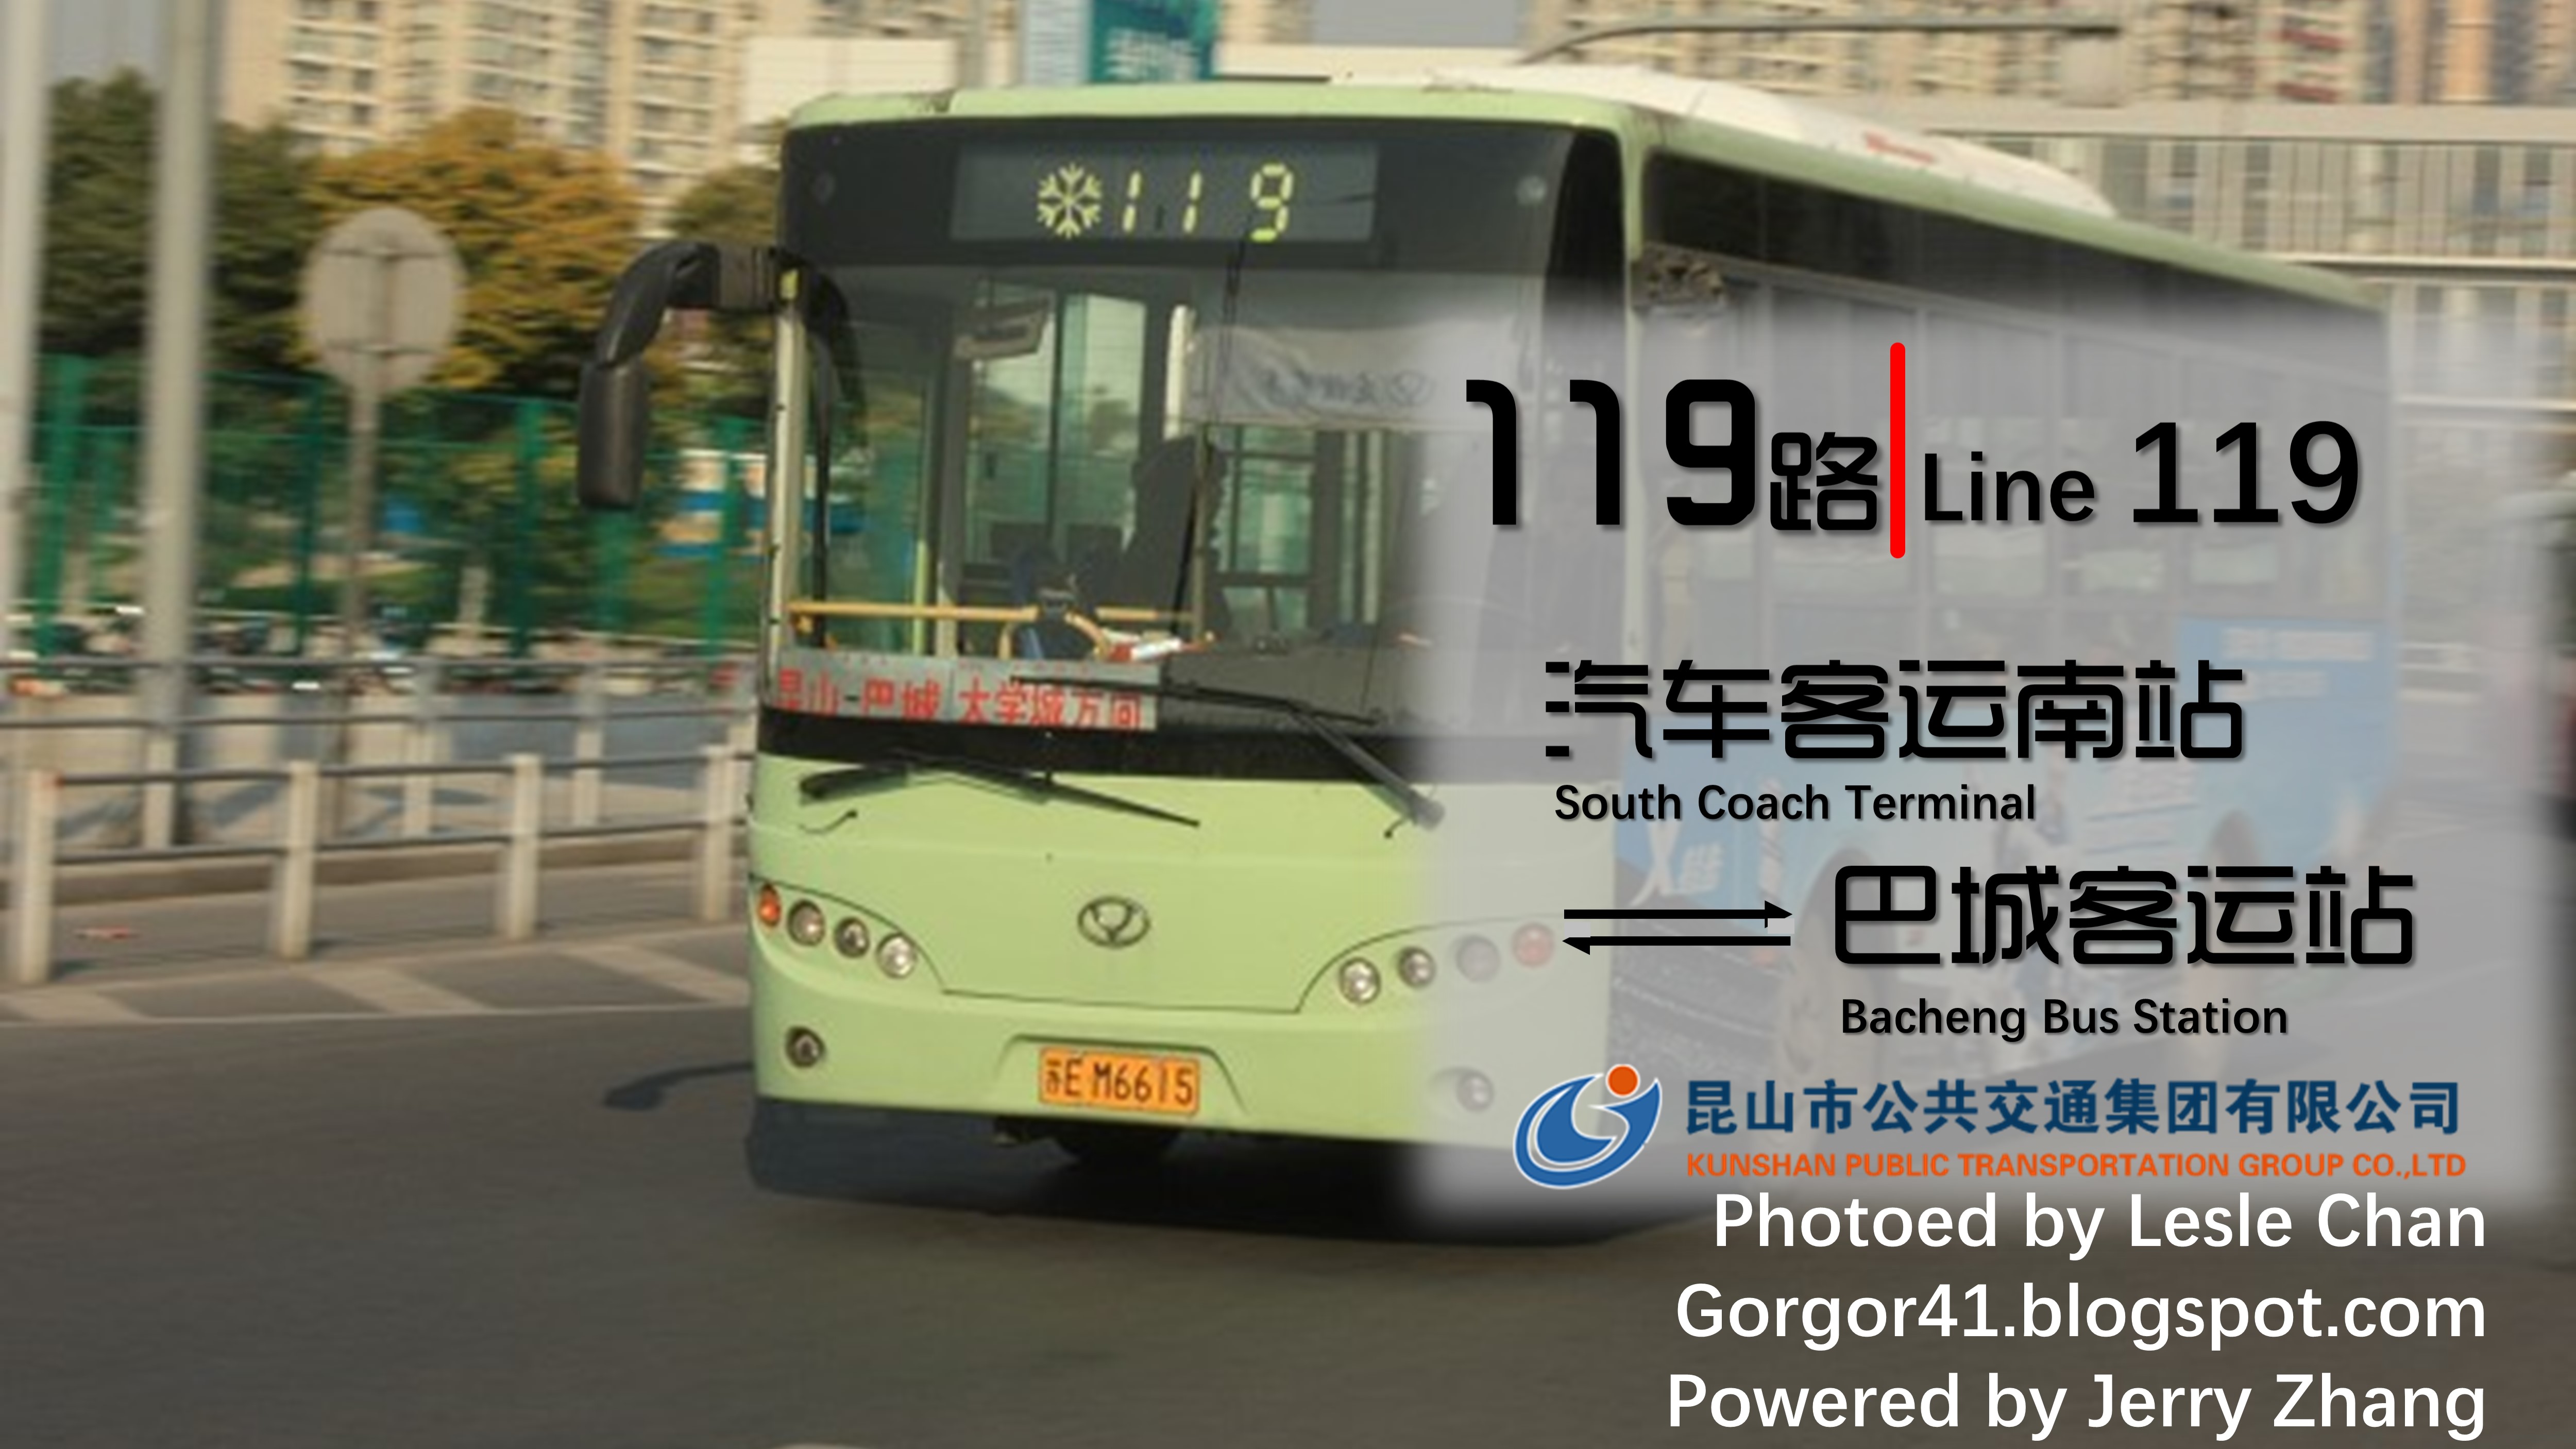 119
119路 Line 119
昆山-巴城 大学城方向
汽车客运南站
South Coach Terminal
巴城客运站
Bacheng Bus Station
苏E M6615
昆山市公共交通集团有限公司
KUNSHAN PUBLIC TRANSPORTATION GROUP CO.,LTD
Photoed by Lesle Chan
Gorgor41.blogspot.com
Powered by Jerry Zhang